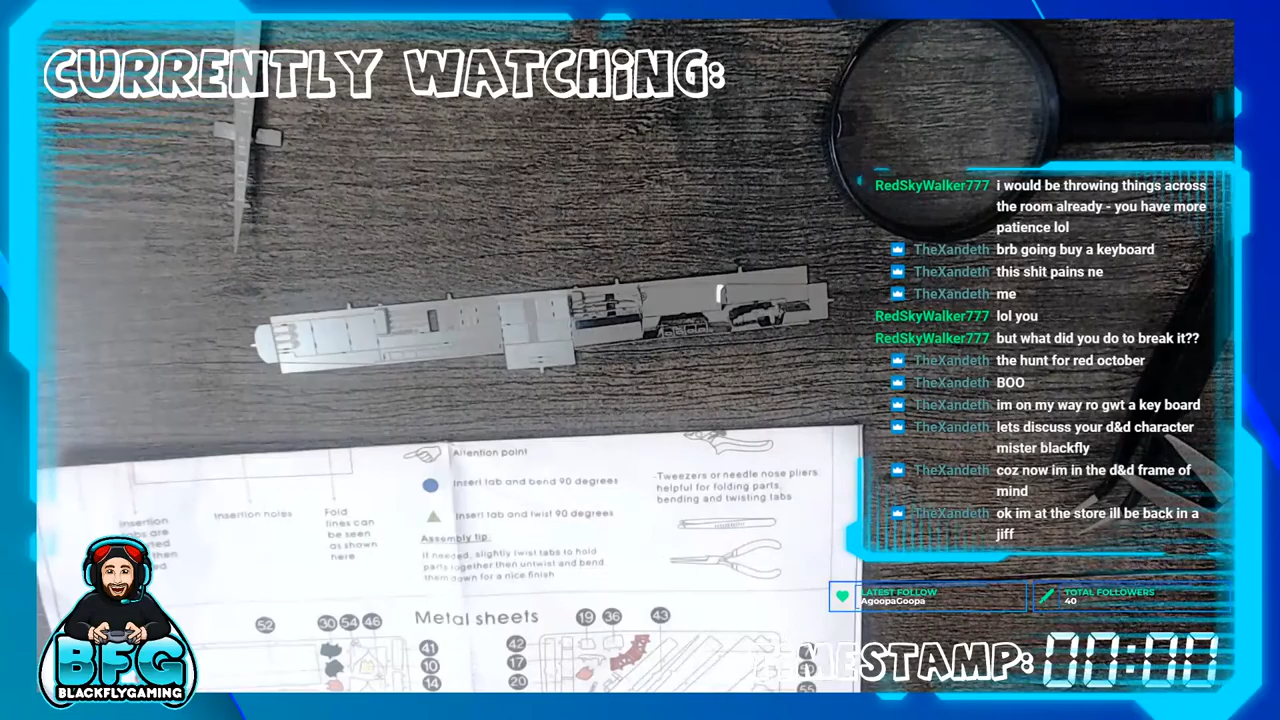 CURRENTLY WATCHING:
RedSkyWalker777 i would be throwing things across
the room already - you have more
patience lol
TheXandeth brb going buy a keyboard
TheXandeth this shit pains ne
TheXandeth me
RedSkyWalker777 lol you
RedSkyWalker777 but what did you do to break it??
TheXandeth the hunt for red october
TheXandeth BOO
TheXandeth im on my way ro gwt a key board
TheXandeth lets discuss your d&d character
mister blackfly
TheXandeth coz now im in the d&d frame of
mind
TheXandeth ok im at the store ill be back in a
jiff
Attention point
Insert tab and bend 90 degrees
Insert tab and twist 90 degrees
Assembly tip:
If needed, slightly twist tabs to hold
parts together then untwist and bend
them down for a nice finish
-Tweezers or needle nose pliers
helpful for folding parts,
bending and twisting tabs
Insertion
Insertion notes
Fold
lines can
be seen
as shown
here
Metal sheets
52 30 54 46
41
10
14
42
17
20
19 36 43
LATEST FOLLOW
AgoopaGoopa
TOTAL FOLLOWERS
40
MESTAMP: 00:00
BFG
BLACKFLYGAMING